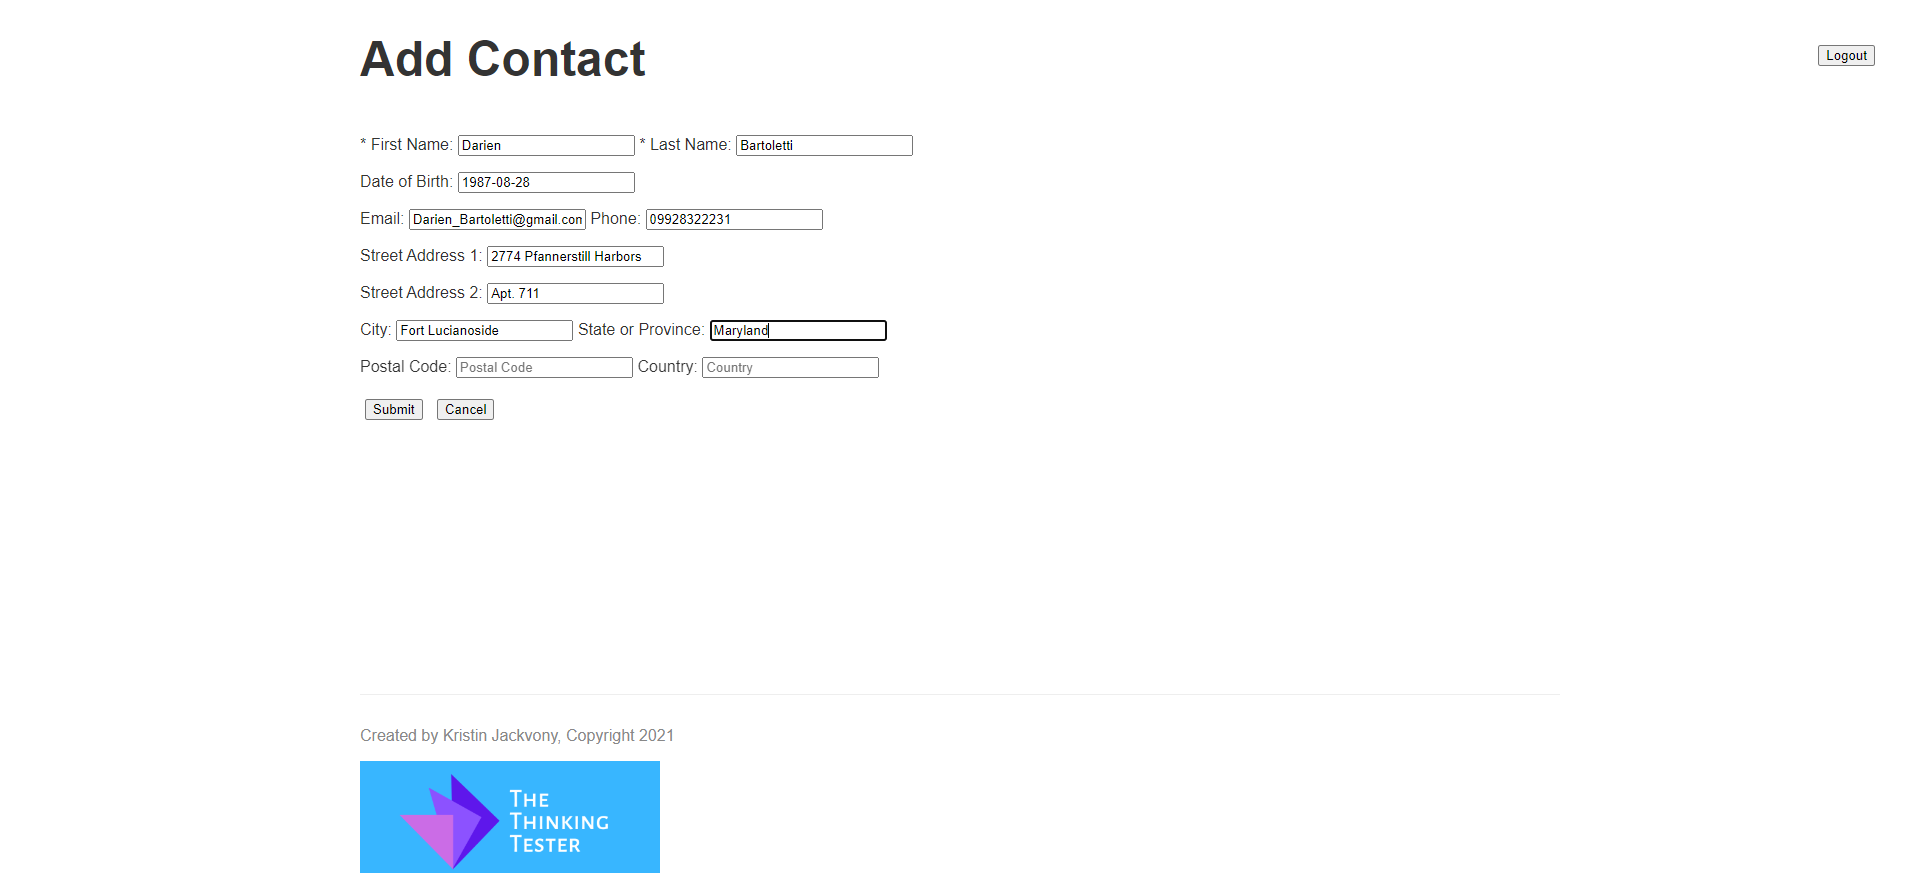 Add Contact
Logout
* First Name: Darien * Last Name: Bartoletti
Date of Birth: 1987-08-28
Email: Darien_Bartoletti@gmail.com Phone: 09928322231
Street Address 1: 2774 Pfannerstill Harbors
Street Address 2: Apt. 711
City: Fort Lucianoside State or Province: Maryland
Postal Code: Postal Code Country: Country
Submit Cancel
Created by Kristin Jackvony, Copyright 2021
THE
THINKING
TESTER